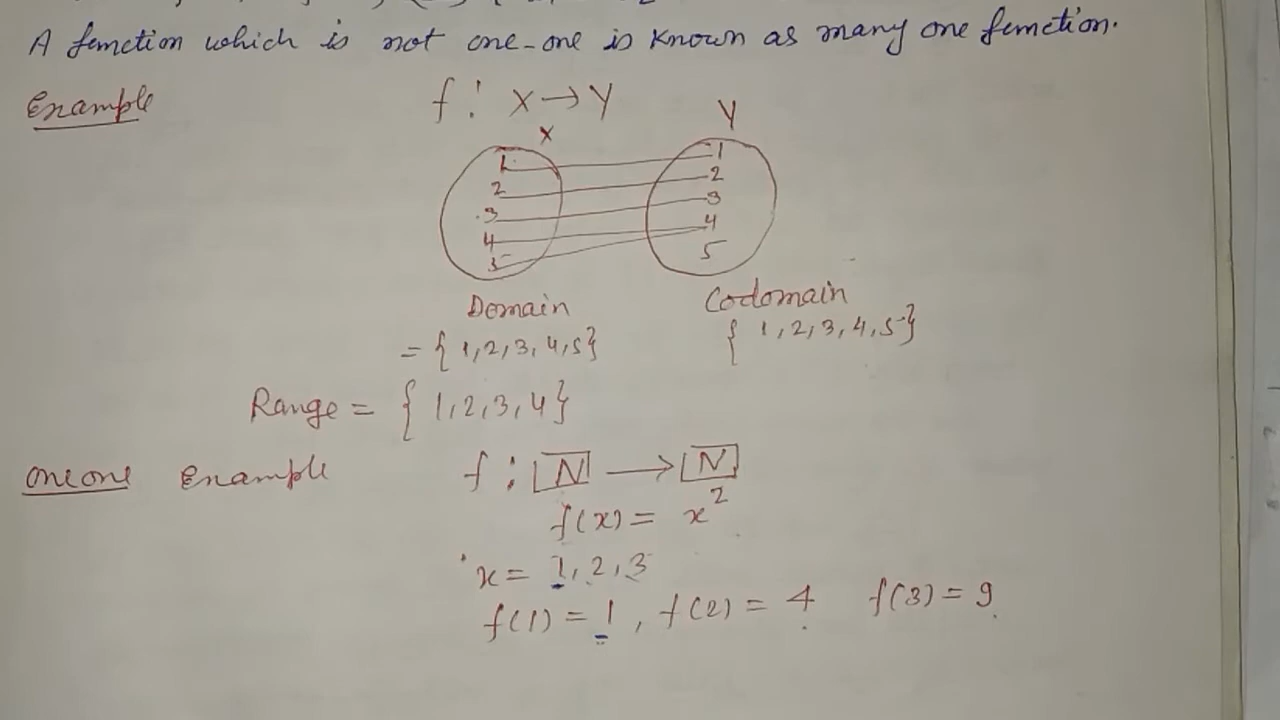 A function which is not one-one is known as many one function.
Example
f : X → Y
X
Y
1
2
3
4
5
1
2
3
4
5
Domain
= { 1,2,3,4,5}
Codomain
{ 1,2,3,4,5}
Range = { 1,2,3,4}
one one Example
f : N → N
f(x) = x²
x = 1, 2, 3
f(1) = 1 , f(2) = 4 f(3) = 9